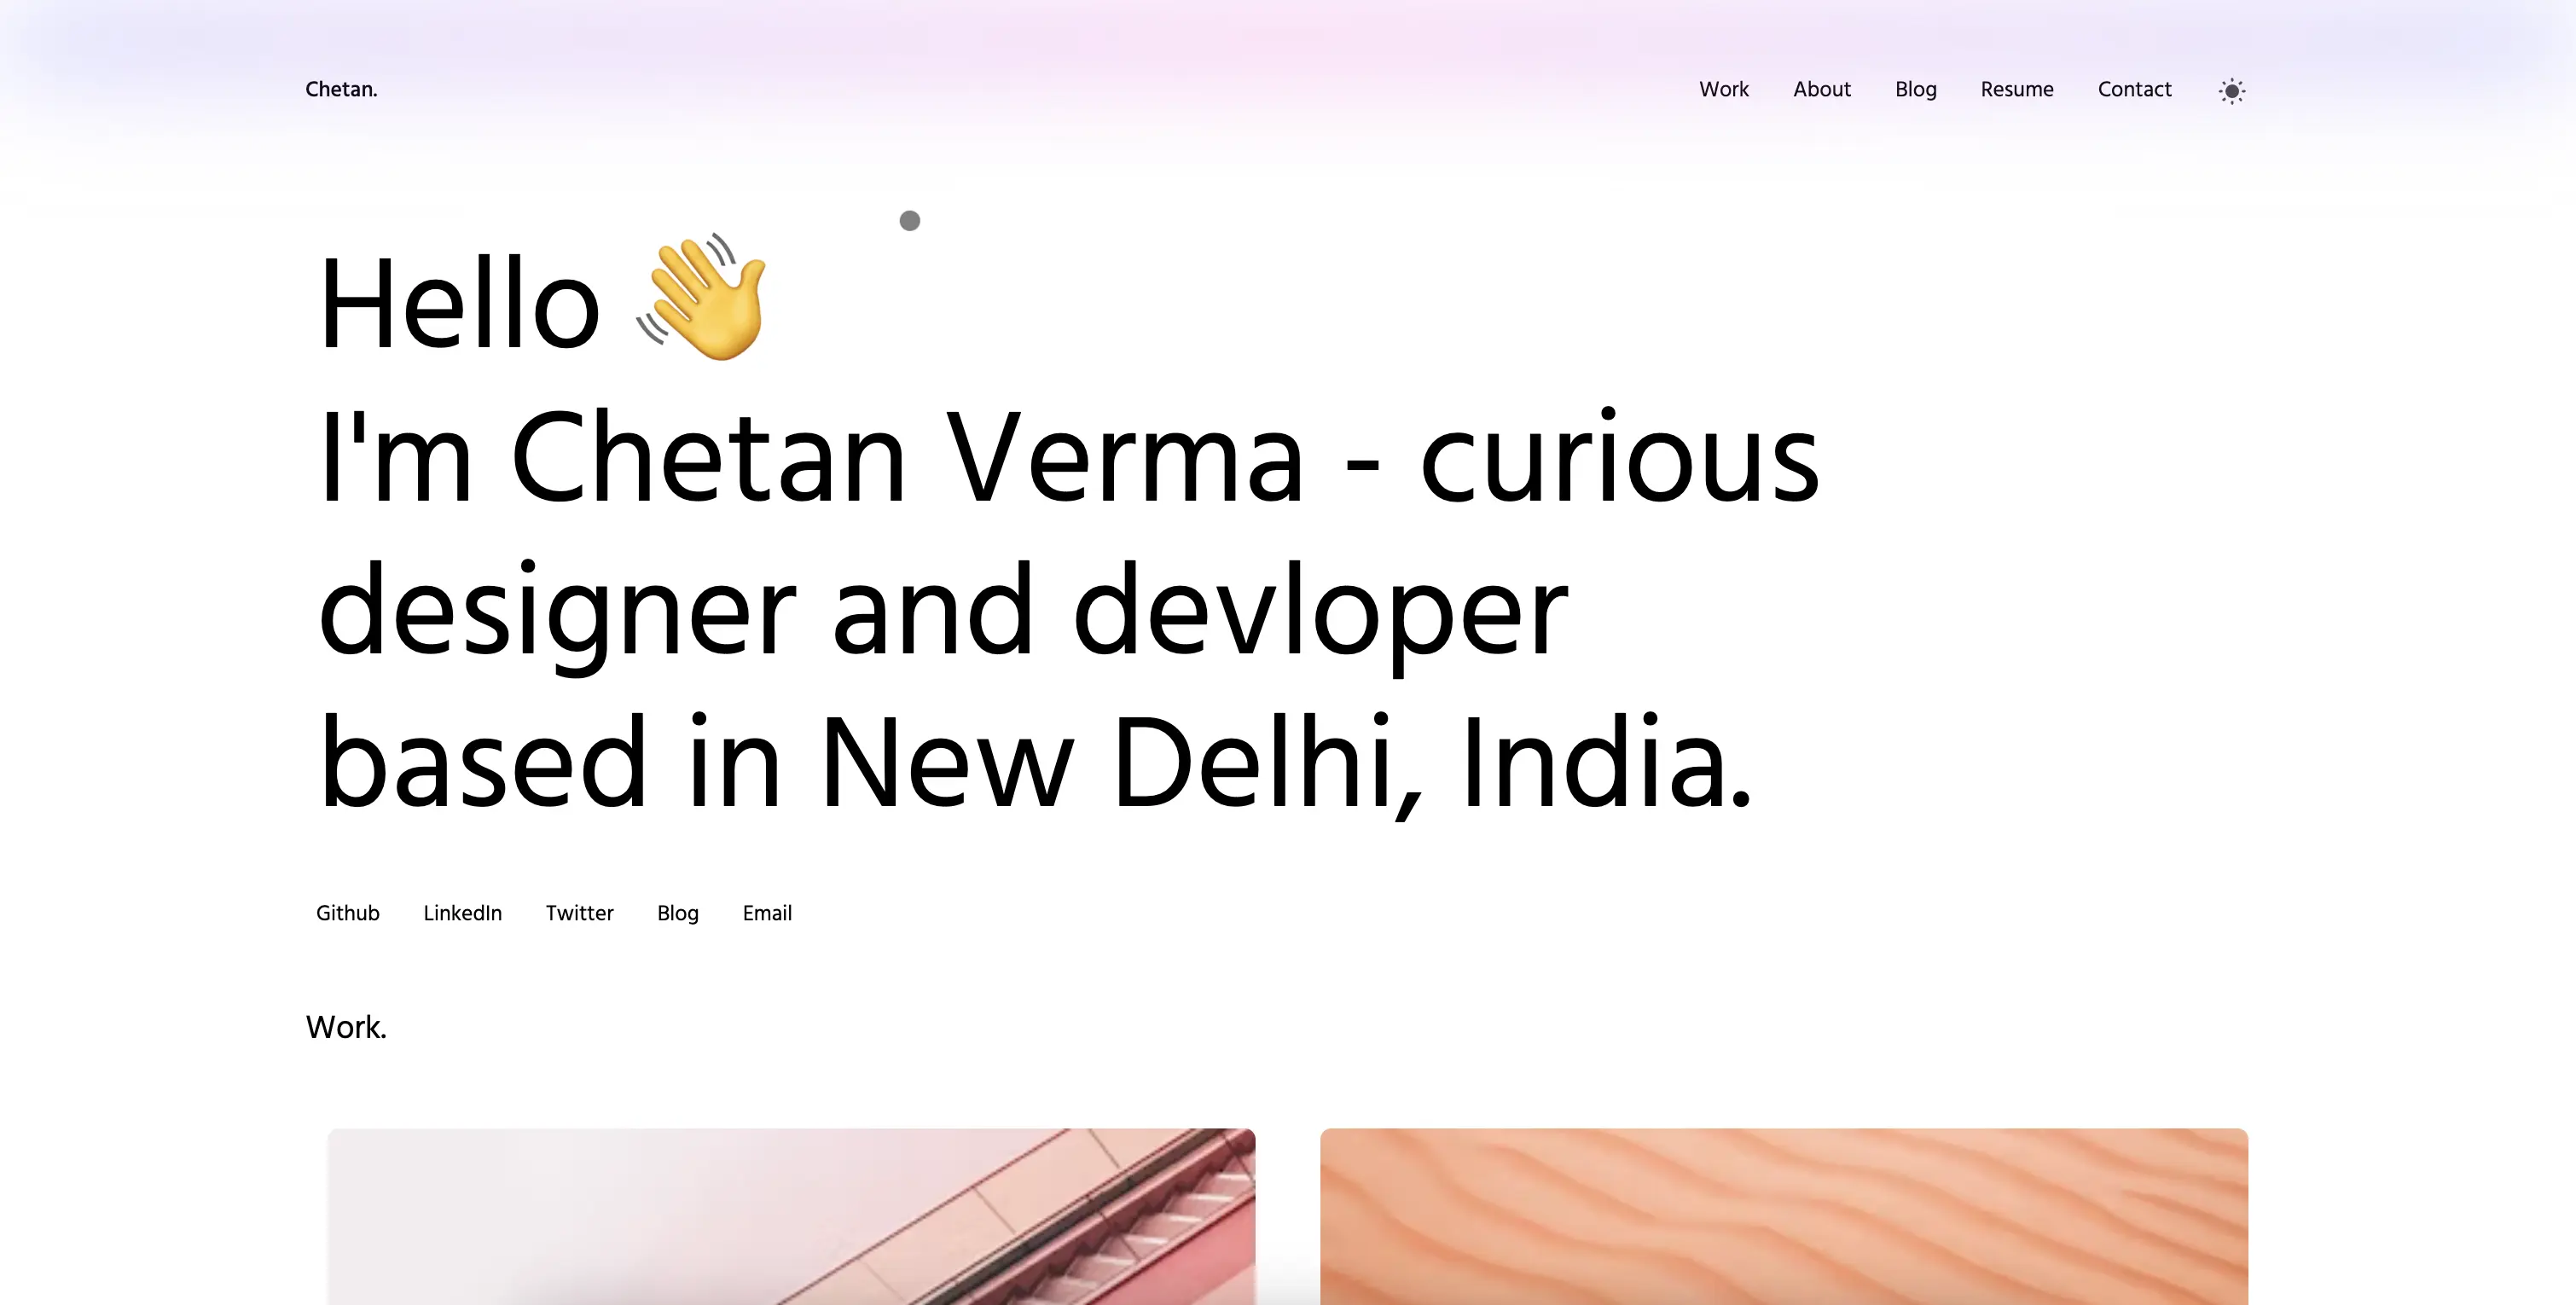 Chetan.
Work About Blog Resume Contact
Hello 👋
I'm Chetan Verma - curious
designer and devloper
based in New Delhi, India.
Github LinkedIn Twitter Blog Email
Work.